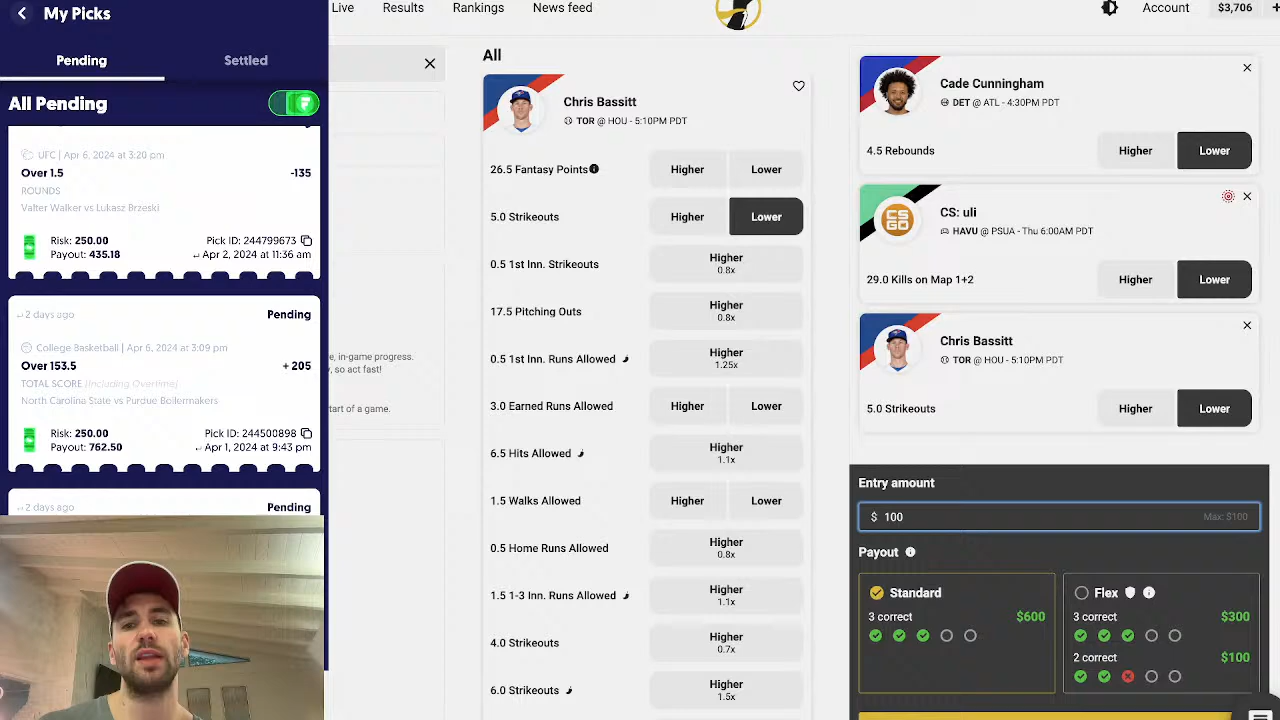 My Picks
Pending
Settled
All Pending
UFC | Apr 6, 2024 at 3:20 pm
Over 1.5
-135
ROUNDS
Valter Walker vs Lukasz Brzeski
Risk: 250.00
Pick ID: 244799673
Payout: 435.18
Apr 2, 2024 at 11:36 am
2 days ago
Pending
College Basketball | Apr 6, 2024 at 3:09 pm
Over 153.5
+205
TOTAL SCORE (Including Overtime)
North Carolina State vs Purdue Boilermakers
Risk: 250.00
Pick ID: 244500898
Payout: 762.50
Apr 1, 2024 at 9:43 pm
2 days ago
Pending
Live
Results
Rankings
News feed
Account
$3,706
+
e, in-game progress.
, so act fast!
tart of a game.
All
Chris Bassitt
TOR @ HOU - 5:10PM PDT
26.5 Fantasy Points
Higher
Lower
5.0 Strikeouts
Higher
Lower
0.5 1st Inn. Strikeouts
Higher
0.8x
17.5 Pitching Outs
Higher
0.8x
0.5 1st Inn. Runs Allowed
Higher
1.25x
3.0 Earned Runs Allowed
Higher
Lower
6.5 Hits Allowed
Higher
1.1x
1.5 Walks Allowed
Higher
Lower
0.5 Home Runs Allowed
Higher
0.8x
1.5 1-3 Inn. Runs Allowed
Higher
1.1x
4.0 Strikeouts
Higher
0.7x
6.0 Strikeouts
Higher
1.5x
Cade Cunningham
DET @ ATL - 4:30PM PDT
4.5 Rebounds
Higher
Lower
CS GO
CS: uli
HAVU @ PSUA - Thu 6:00AM PDT
29.0 Kills on Map 1+2
Higher
Lower
Chris Bassitt
TOR @ HOU - 5:10PM PDT
5.0 Strikeouts
Higher
Lower
Entry amount
$ 100
Max: $100
Payout
Standard
3 correct
$600
Flex
3 correct
$300
2 correct
$100